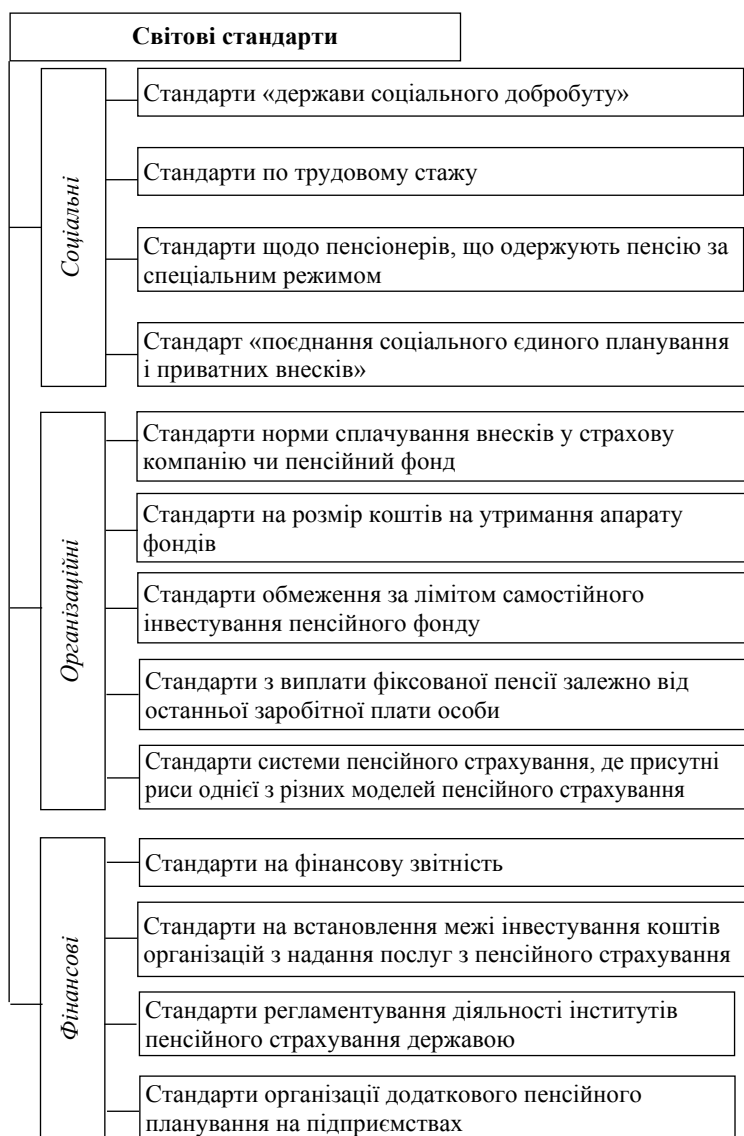 Світові стандарти
Соціальні
Стандарти «держави соціального добробуту»
Стандарти по трудовому стажу
Стандарти щодо пенсіонерів, що одержують пенсію за
спеціальним режимом
Стандарт «поєднання соціального єдиного планування
і приватних внесків»
Організаційні
Стандарти норми сплачування внесків у страхову
компанію чи пенсійний фонд
Стандарти на розмір коштів на утримання апарату
фондів
Стандарти обмеження за лімітом самостійного
інвестування пенсійного фонду
Стандарти з виплати фіксованої пенсії залежно від
останньої заробітної плати особи
Стандарти системи пенсійного страхування, де присутні
риси однієї з різних моделей пенсійного страхування
Фінансові
Стандарти на фінансову звітність
Стандарти на встановлення межі інвестування коштів
організацій з надання послуг з пенсійного страхування
Стандарти регламентування діяльності інститутів
пенсійного страхування державою
Стандарти організації додаткового пенсійного
планування на підприємствах